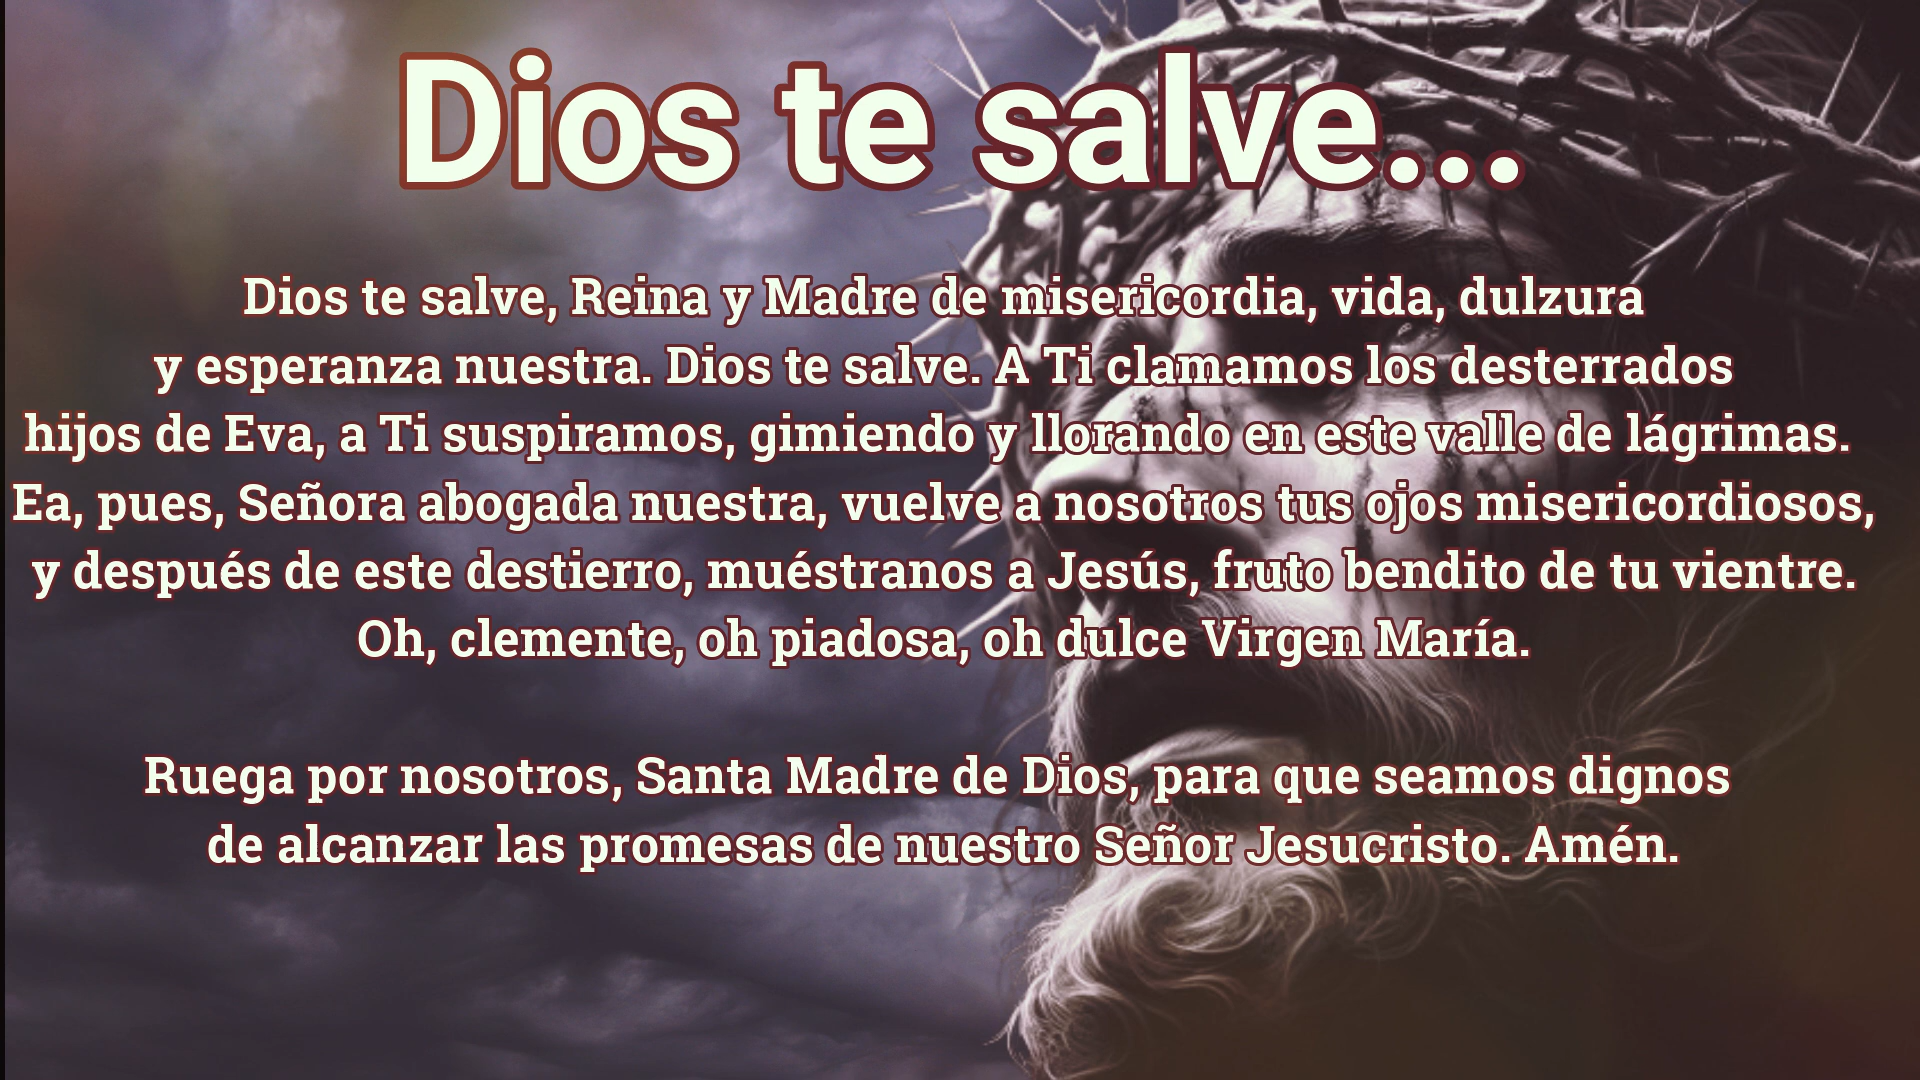 Dios te salve...
Dios te salve, Reina y Madre de misericordia, vida, dulzura
y esperanza nuestra. Dios te salve. A Ti clamamos los desterrados
hijos de Eva, a Ti suspiramos, gimiendo y llorando en este valle de lágrimas.
Ea, pues, Señora abogada nuestra, vuelve a nosotros tus ojos misericordiosos,
y después de este destierro, muéstranos a Jesús, fruto bendito de tu vientre.
Oh, clemente, oh piadosa, oh dulce Virgen María.
Ruega por nosotros, Santa Madre de Dios, para que seamos dignos
de alcanzar las promesas de nuestro Señor Jesucristo. Amén.